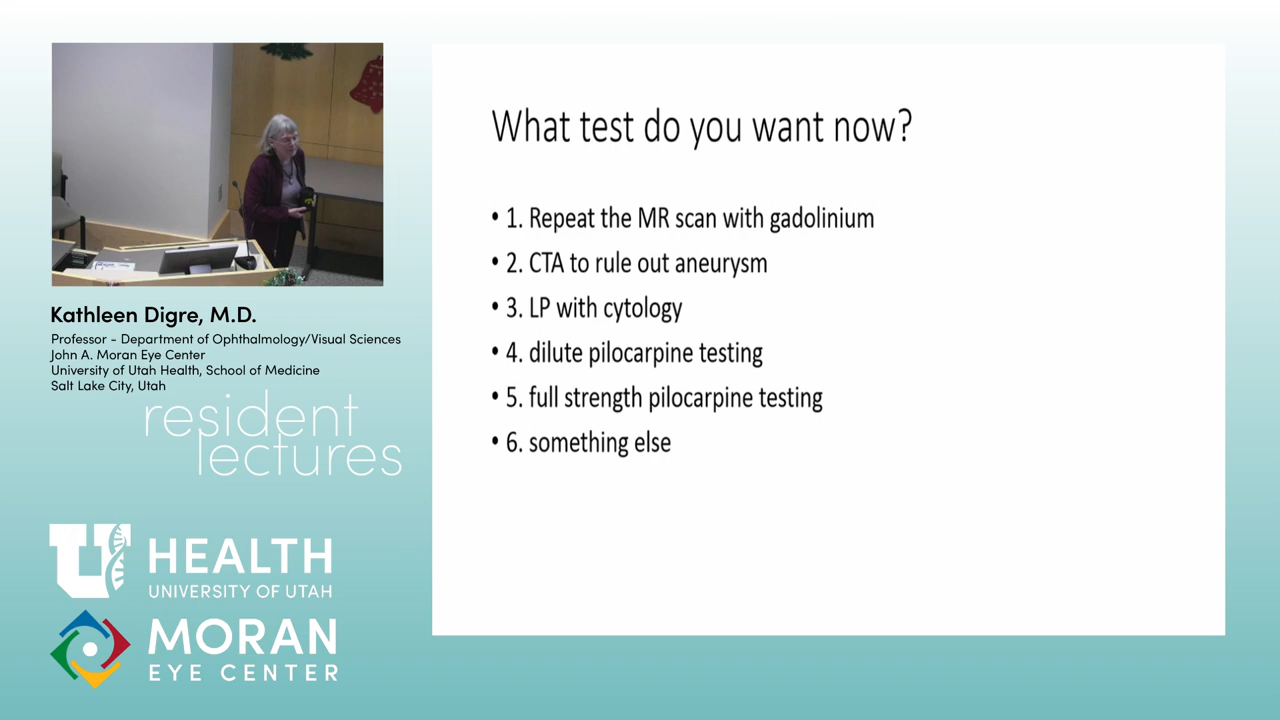 Kathleen Digre, M.D.
Professor - Department of Ophthalmology/Visual Sciences
John A. Moran Eye Center
University of Utah Health, School of Medicine
Salt Lake City, Utah
resident
lectures
U HEALTH
UNIVERSITY OF UTAH
MORAN
EYE CENTER
What test do you want now?
• 1. Repeat the MR scan with gadolinium
• 2. CTA to rule out aneurysm
• 3. LP with cytology
• 4. dilute pilocarpine testing
• 5. full strength pilocarpine testing
• 6. something else